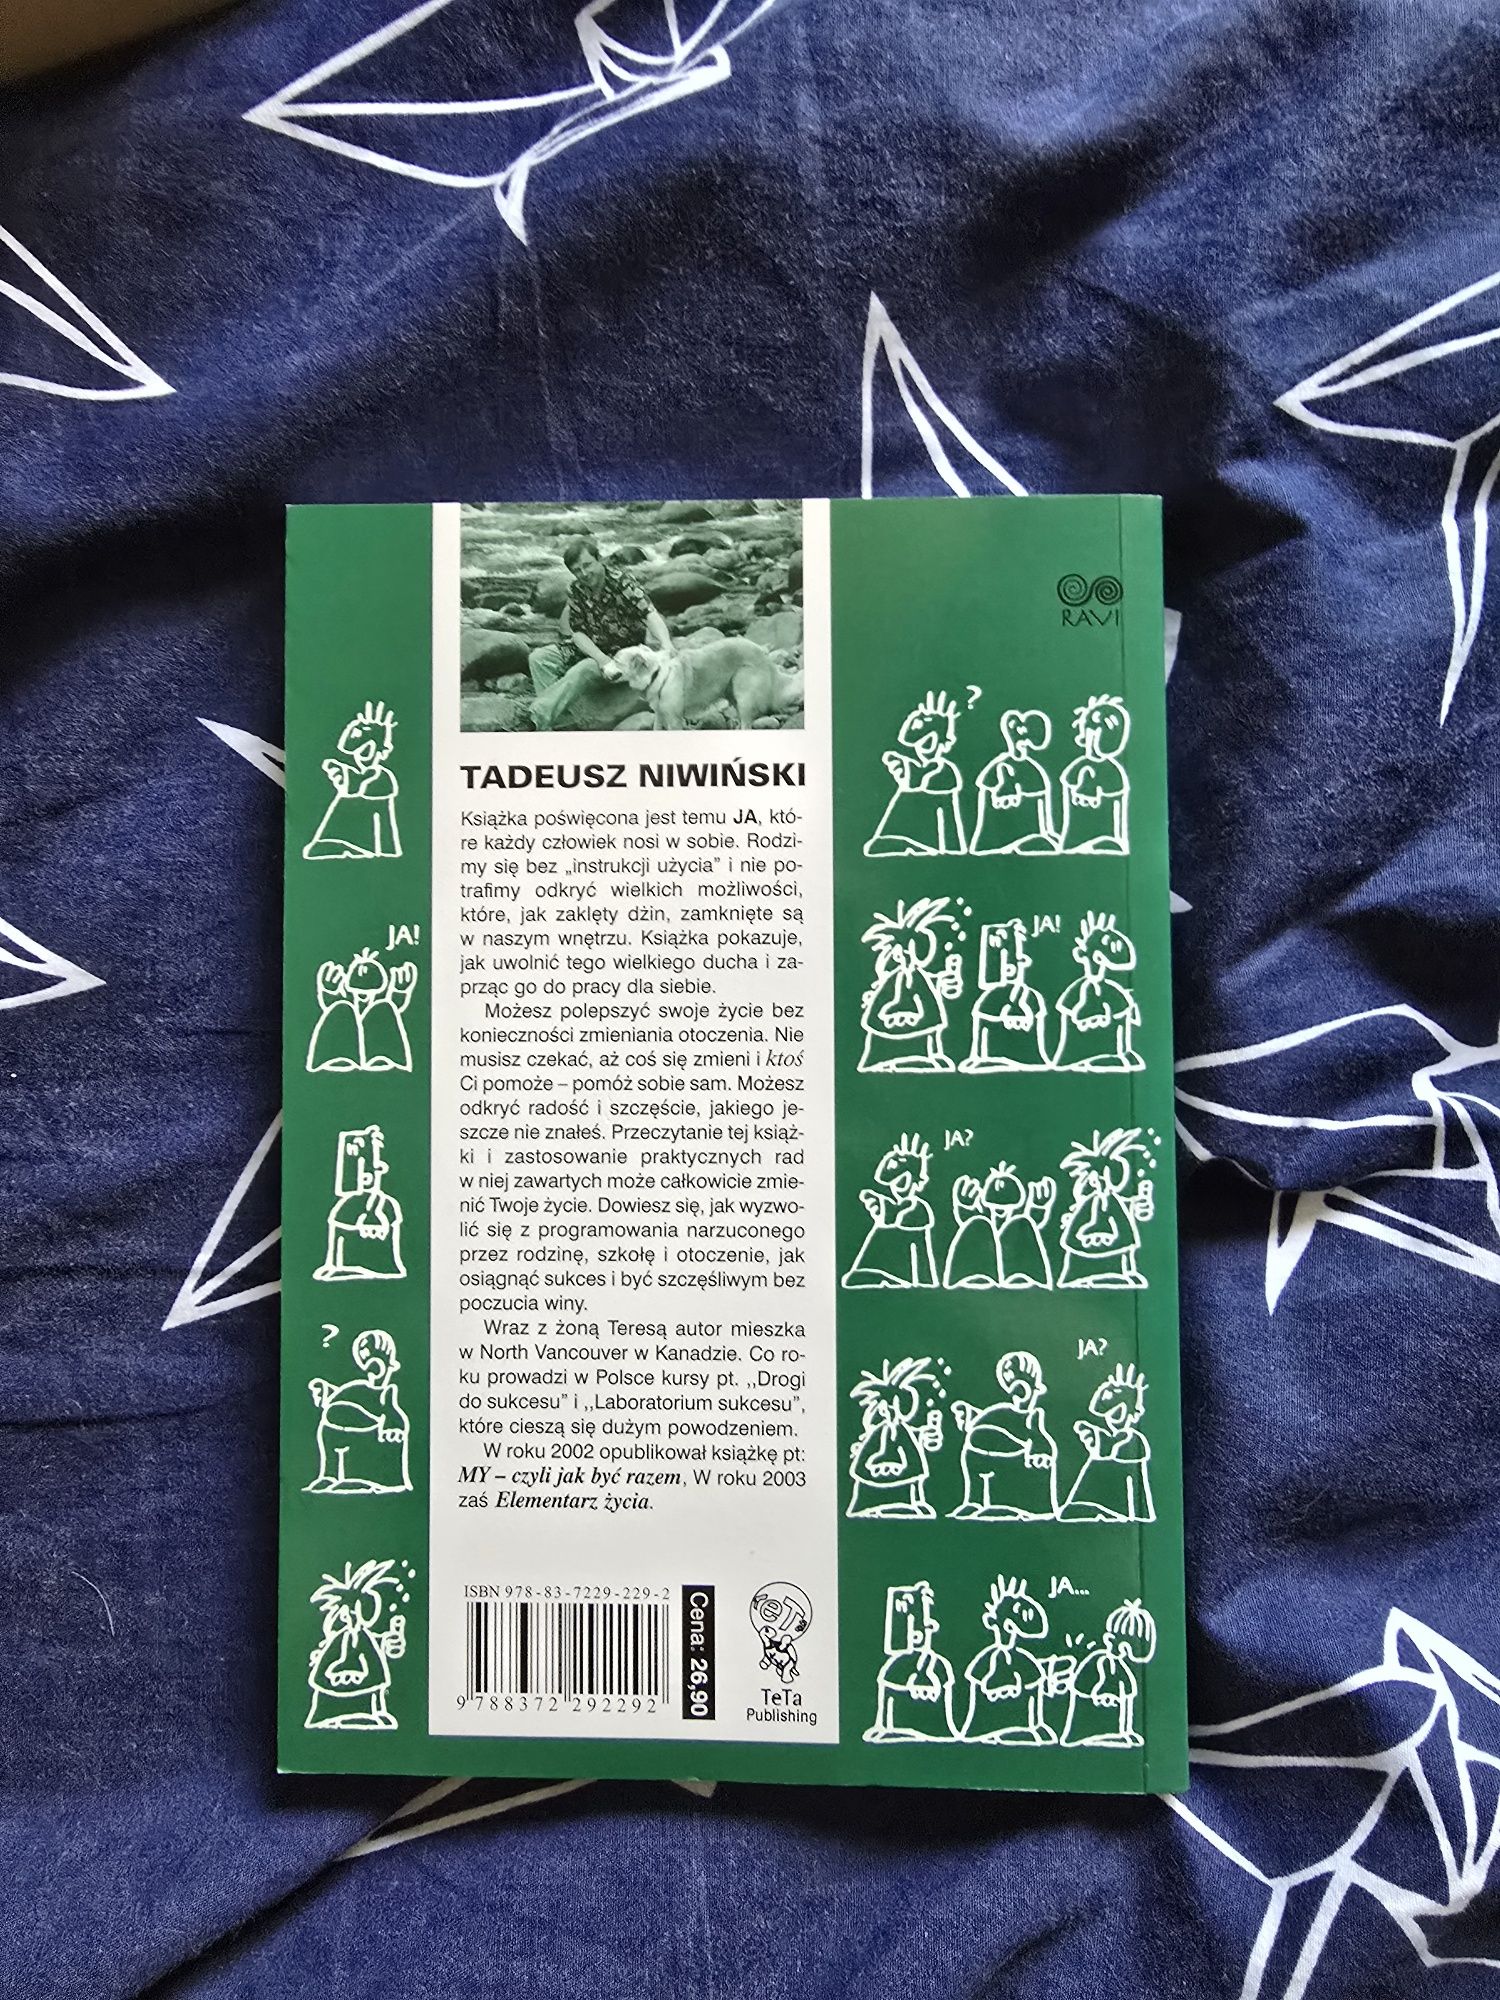 RAVI
?
JA!
?
TADEUSZ NIWIŃSKI
Książka poświęcona jest temu JA, któ-
re każdy człowiek nosi w sobie. Rodzi-
my się bez „instrukcji użycia” i nie po-
trafimy odkryć wielkich możliwości,
które, jak zaklęty dżin, zamknięte są
w naszym wnętrzu. Książka pokazuje,
jak uwolnić tego wielkiego ducha i za-
prząc go do pracy dla siebie.
Możesz polepszyć swoje życie bez
konieczności zmieniania otoczenia. Nie
musisz czekać, aż coś się zmieni i ktoś
Ci pomoże – pomóż sobie sam. Możesz
odkryć radość i szczęście, jakiego je-
szcze nie znałeś. Przeczytanie tej książ-
ki i zastosowanie praktycznych rad
w niej zawartych może całkowicie zmie-
nić Twoje życie. Dowiesz się, jak wyzwo-
lić się z programowania narzuconego
przez rodzinę, szkołę i otoczenie, jak
osiągnąć sukces i być szczęśliwym bez
poczucia winy.
Wraz z żoną Teresą autor mieszka
w North Vancouver w Kanadzie. Co ro-
ku prowadzi w Polsce kursy pt. ,,Drogi
do sukcesu” i ,,Laboratorium sukcesu”,
które cieszą się dużym powodzeniem.
W roku 2002 opublikował książkę pt:
MY – czyli jak być razem, W roku 2003
zaś Elementarz życia.
ISBN 978-83-7229-229-2
9 788372 292292
Cena: 26,90
TeTa
TeTa
Publishing
?
JA!
JA?
JA?
JA...